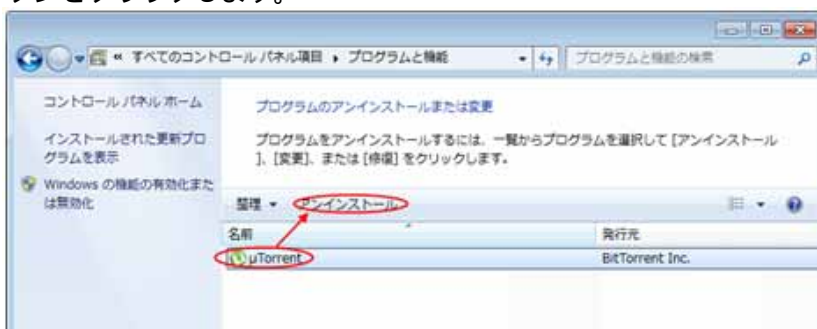 すべてのコントロール パネル項目 ▸ プログラムと機能
プログラムと機能の検索
コントロール パネル ホーム
インストールされた更新プロ
グラムを表示
Windows の機能の有効化また
は無効化
プログラムのアンインストールまたは変更
プログラムをアンインストールするには、一覧からプログラムを選択して [アンインストール
]、[変更]、または [修復] をクリックします。
整理 ▾ アンインストール
名前
発行元
µTorrent
BitTorrent Inc.